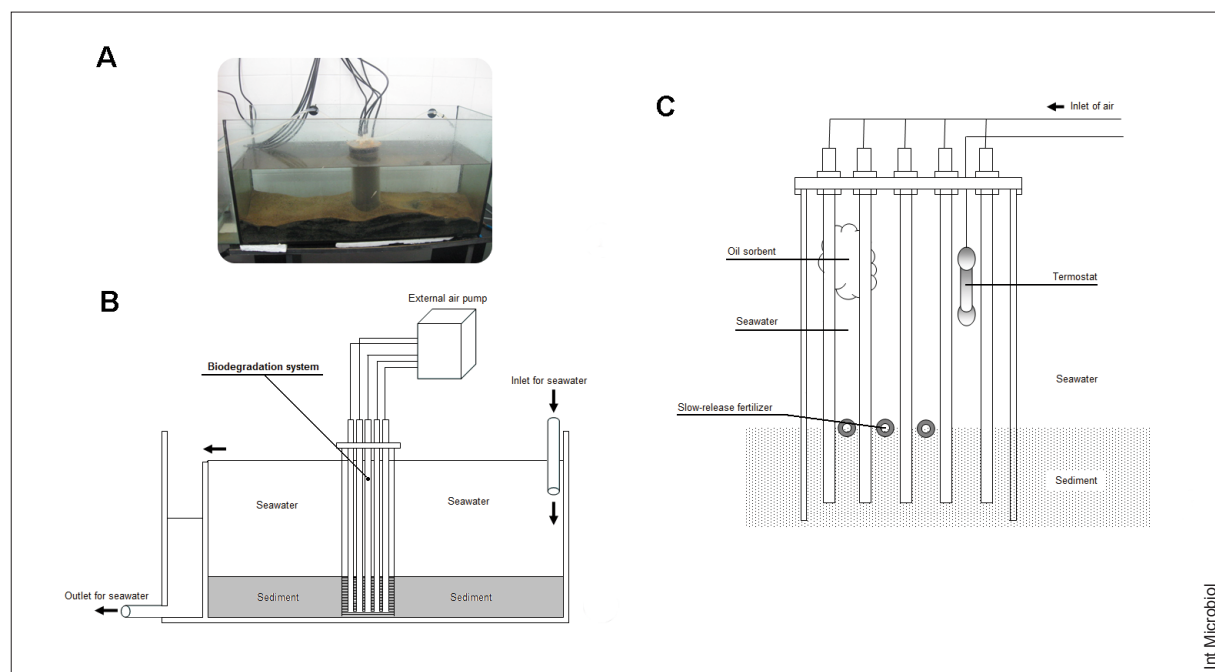 A
B
External air pump
Biodegradation system
Inlet for seawater
Seawater
Seawater
Outlet for seawater
Sediment
Sediment
C
Inlet of air
Oil sorbent
Termostat
Seawater
Seawater
Slow-release fertilizer
Sediment
Int Microbiol